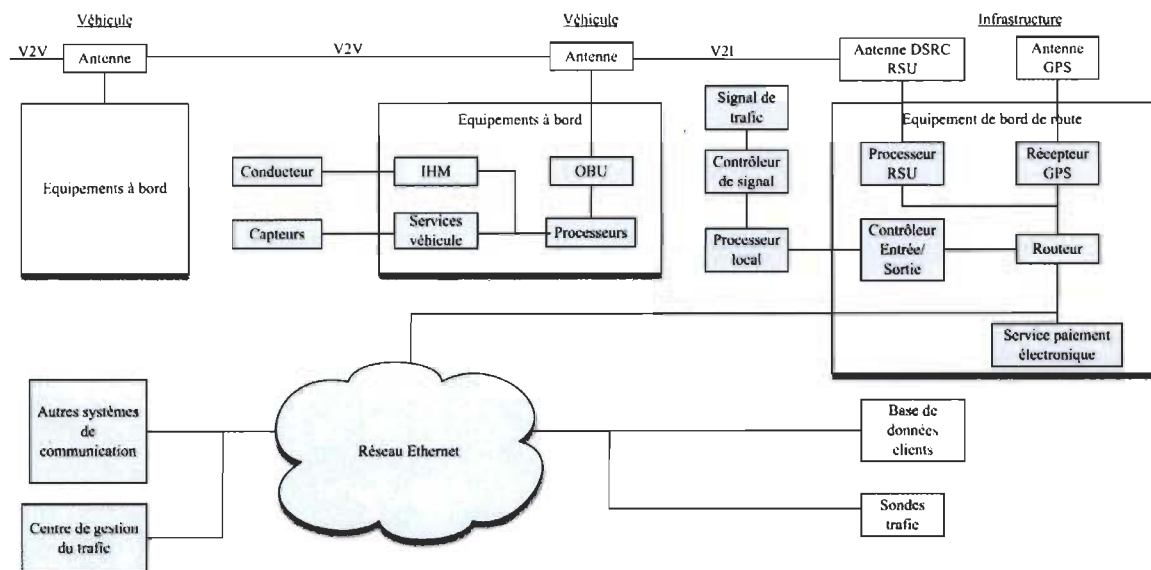 Véhicule
Véhicule
Infrastructure
V2V
Antenne
V2V
Antenne
V2I
Antenne DSRC
RSU
Antenne
GPS
Equipements à bord
Equipements à bord
Conducteur
IHM
OBU
Capteurs
Services
véhicule
Processeurs
Signal de
trafic
Contrôleur
de signal
Processeur
local
Equipement de bord de route
Processeur
RSU
Récepteur
GPS
Contrôleur
Entrée/
Sortie
Routeur
Service paiement
électronique
Autres systèmes
de
communication
Centre de gestion
du trafic
Réseau Ethernet
Base de
données
clients
Sondes
trafic